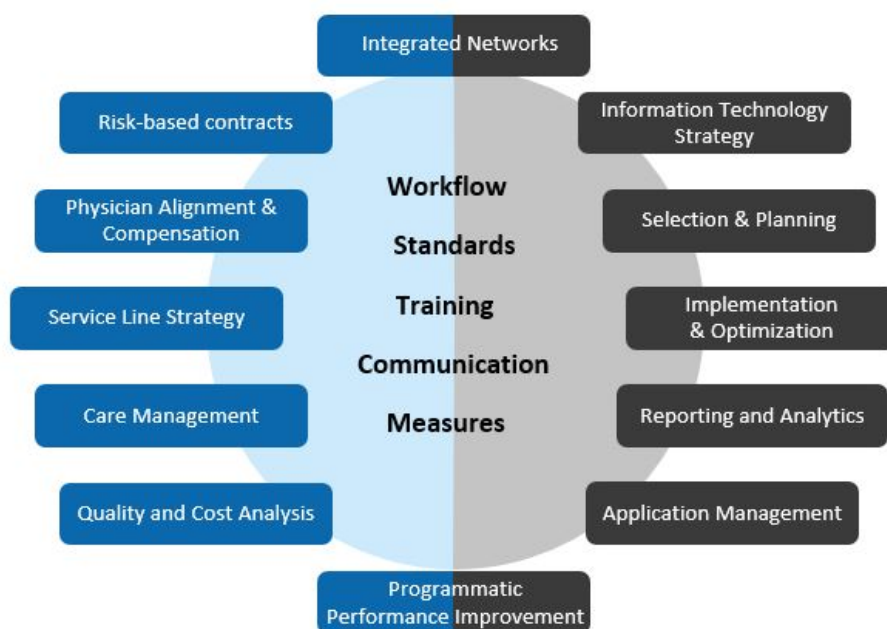 Integrated Networks
Risk-based contracts
Information Technology
Strategy
Workflow
Physician Alignment &
Compensation
Selection & Planning
Standards
Service Line Strategy
Training
Implementation
& Optimization
Communication
Care Management
Measures
Reporting and Analytics
Quality and Cost Analysis
Application Management
Programmatic
Performance Improvement